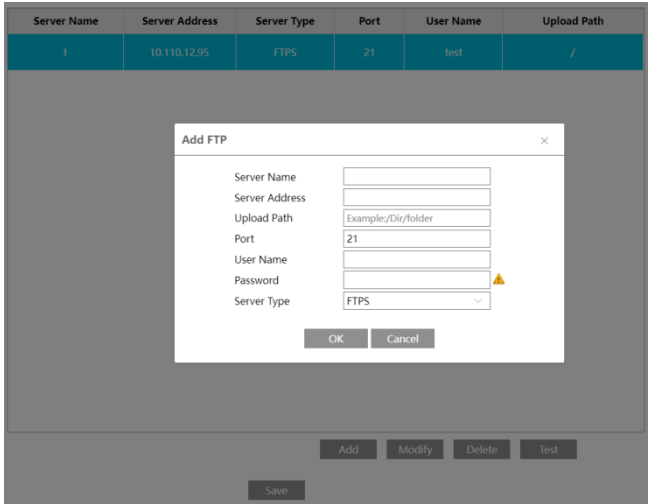 Server Name Server Address Server Type Port User Name Upload Path
1 10.110.12.95 FTPS 21 test /
Add FTP ×
Server Name
Server Address
Upload Path Example:/Dir/folder
Port 21
User Name
Password
Server Type FTPS
OK Cancel
Add Modify Delete Test
Save